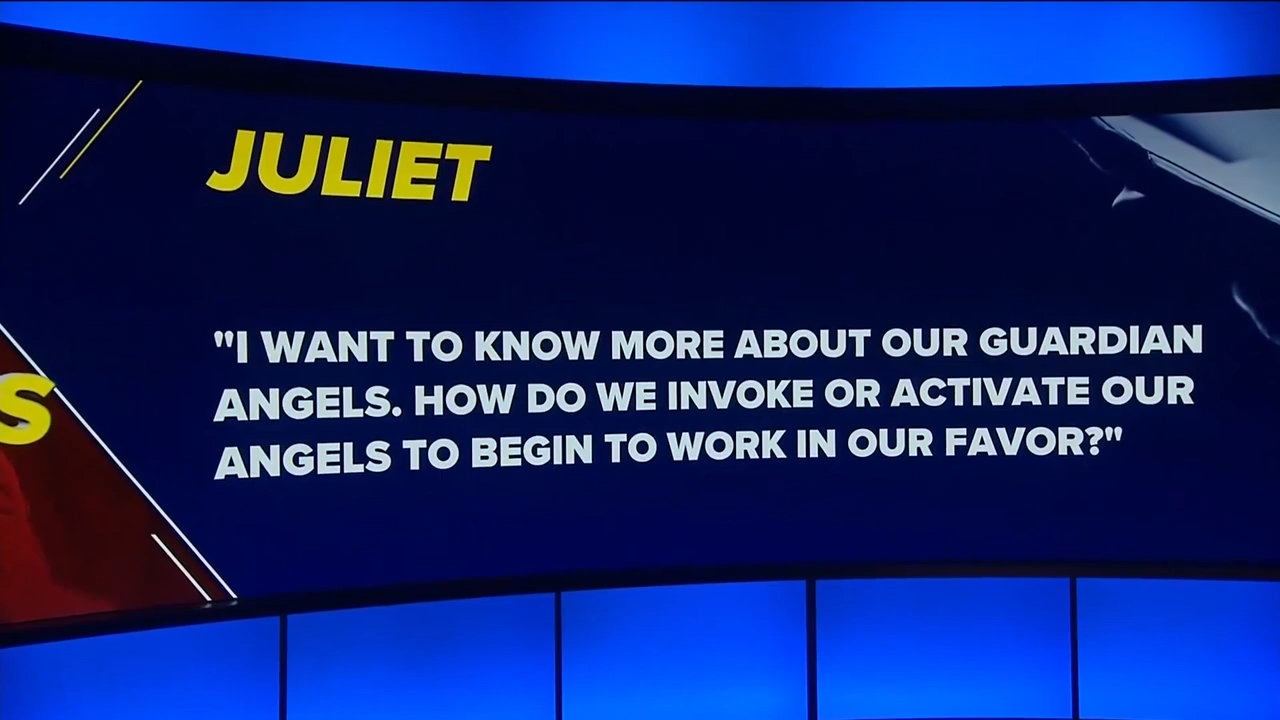 JULIET
S
"I WANT TO KNOW MORE ABOUT OUR GUARDIAN
ANGELS. HOW DO WE INVOKE OR ACTIVATE OUR
ANGELS TO BEGIN TO WORK IN OUR FAVOR?"